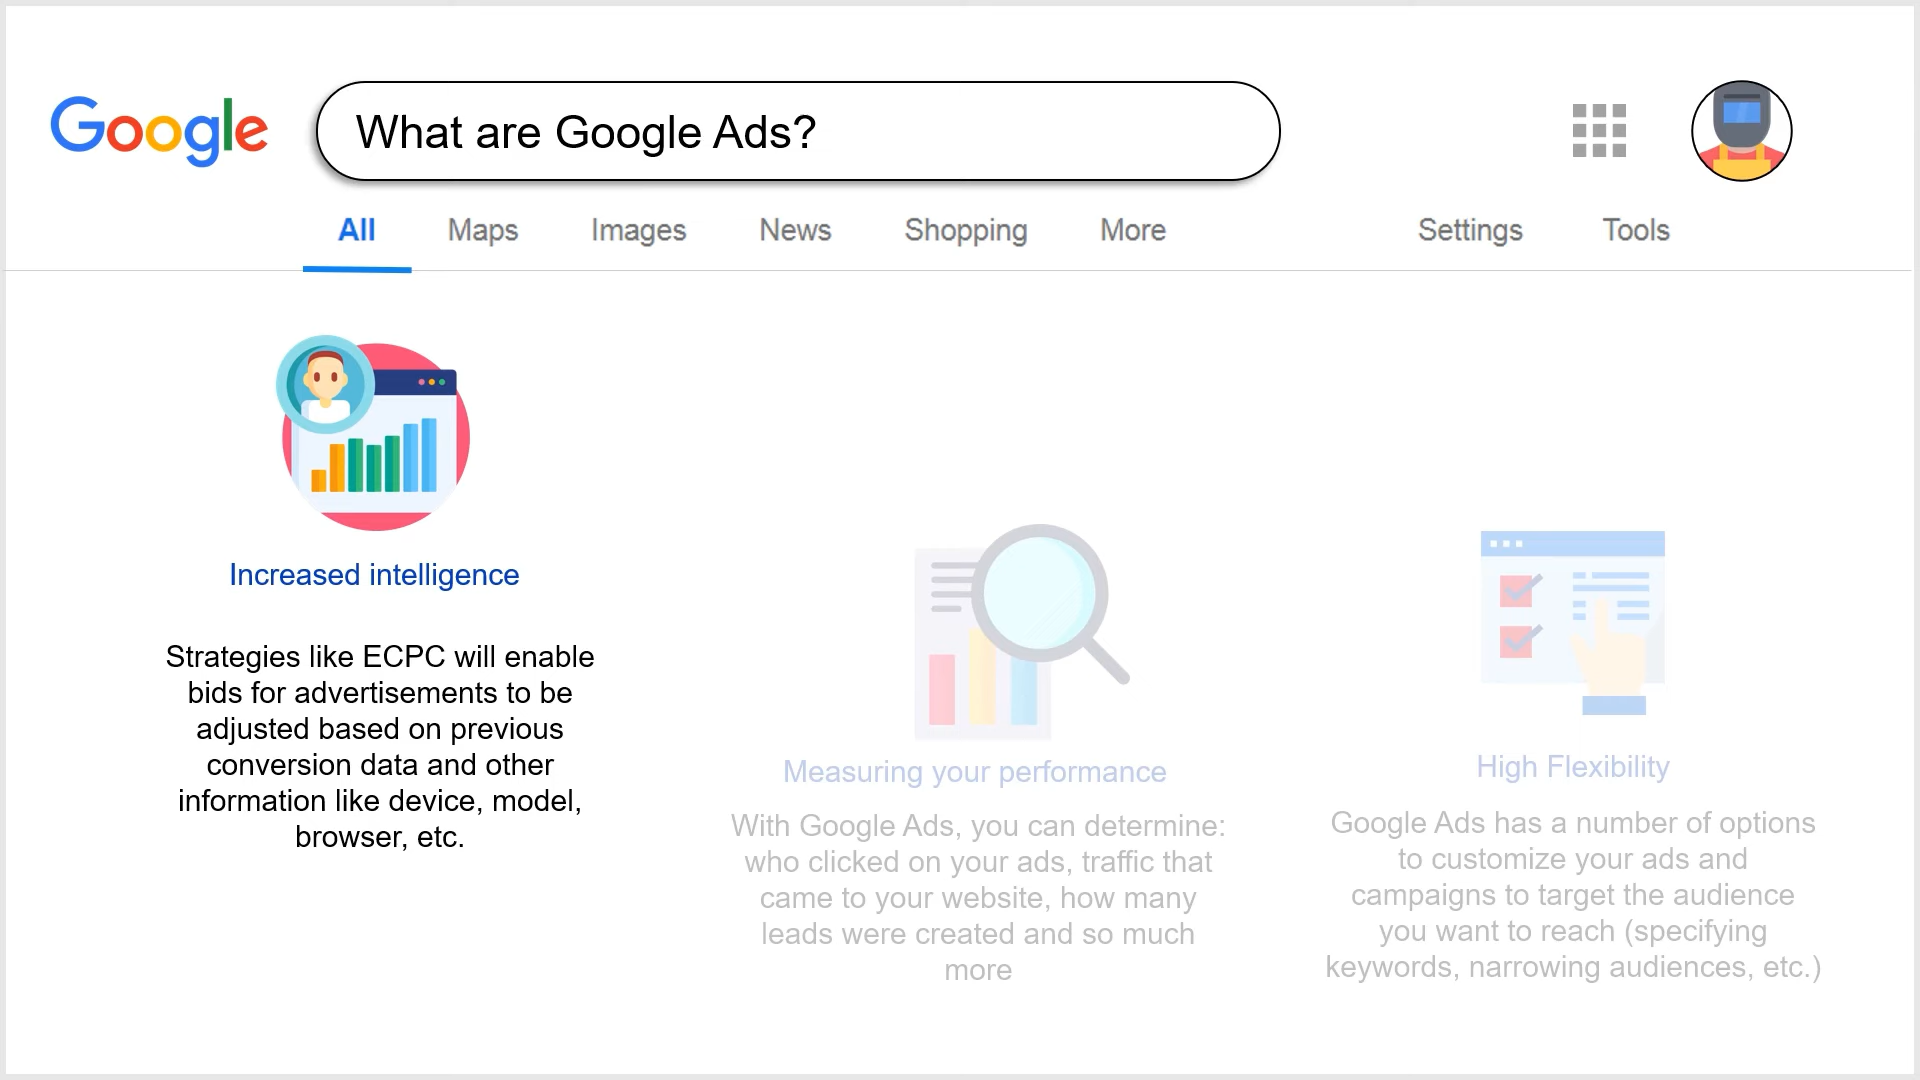 Google
What are Google Ads?
All Maps Images News Shopping More Settings Tools
Increased intelligence
Strategies like ECPC will enable
bids for advertisements to be
adjusted based on previous
conversion data and other
information like device, model,
browser, etc.
Measuring your performance
With Google Ads, you can determine:
who clicked on your ads, traffic that
came to your website, how many
leads were created and so much
more
High Flexibility
Google Ads has a number of options
to customize your ads and
campaigns to target the audience
you want to reach (specifying
keywords, narrowing audiences, etc.)